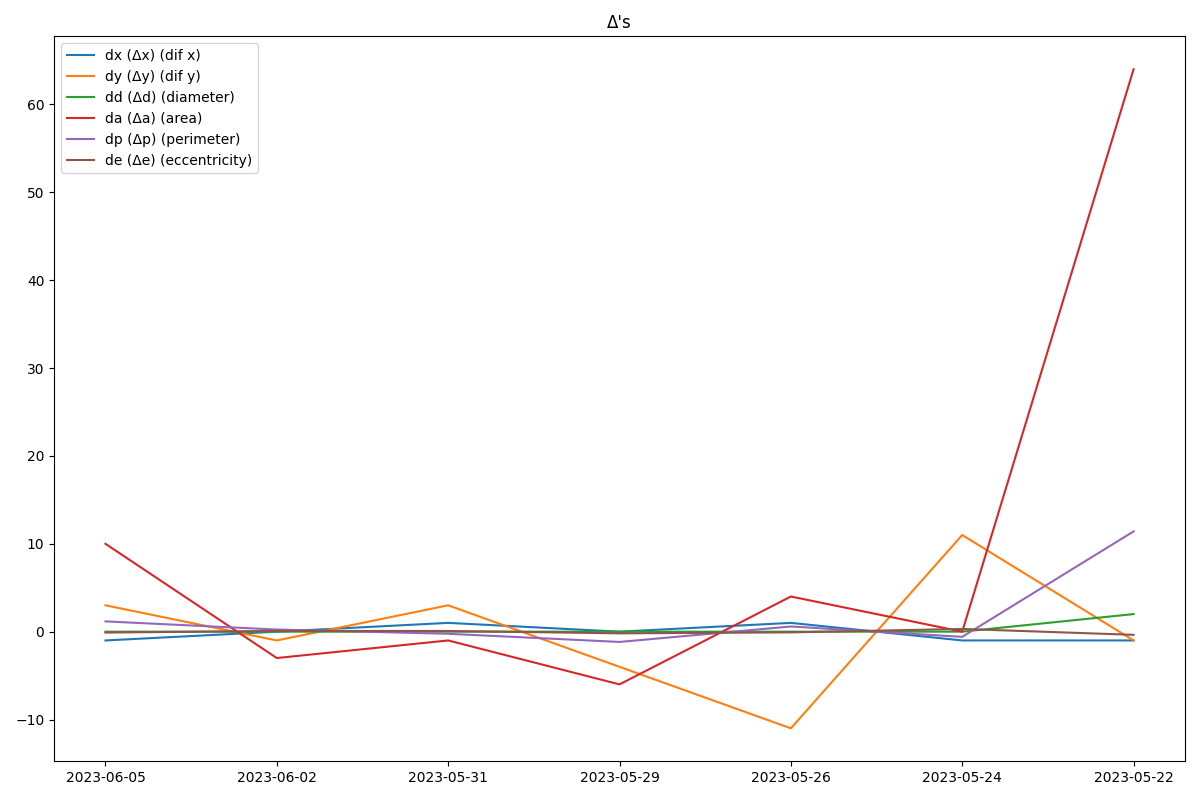 Δ's
dx (Δx) (dif x)
dy (Δy) (dif y)
dd (Δd) (diameter)
da (Δa) (area)
dp (Δp) (perimeter)
de (Δe) (eccentricity)
60
50
40
30
20
10
0
−10
2023-06-05 2023-06-02 2023-05-31 2023-05-29 2023-05-26 2023-05-24 2023-05-22